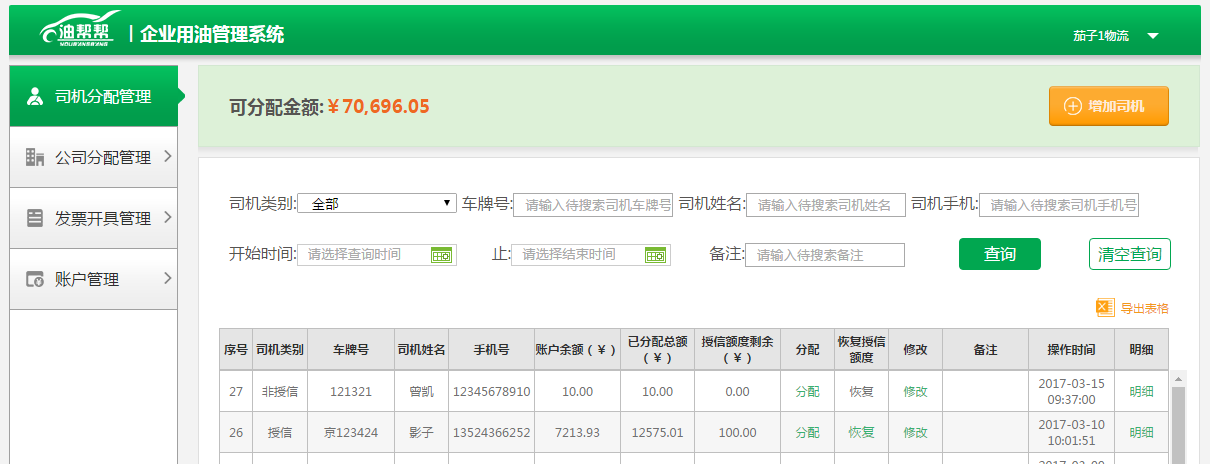 油帮帮 | 企业用油管理系统
YOUBANGBANG
茄子1物流
司机分配管理
公司分配管理
发票开具管理
账户管理
可分配金额:¥70,696.05
增加司机
司机类别: 全部 车牌号: 请输入待搜索司机车牌号 司机姓名: 请输入待搜索司机姓名 司机手机: 请输入待搜索司机手机号
开始时间: 请选择查询时间 止: 请选择结束时间 备注: 请输入待搜索备注 查询 清空查询
导出表格
序号 司机类别 车牌号 司机姓名 手机号 账户余额(¥) 已分配总额(¥) 授信额度剩余(¥) 分配 恢复授信额度 修改 备注 操作时间 明细
27 非授信 121321 曾凯 12345678910 10.00 10.00 0.00 分配 恢复 修改 2017-03-15 09:37:00 明细
26 授信 京123424 影子 13524366252 7213.93 12575.01 100.00 分配 恢复 修改 2017-03-10 10:01:51 明细